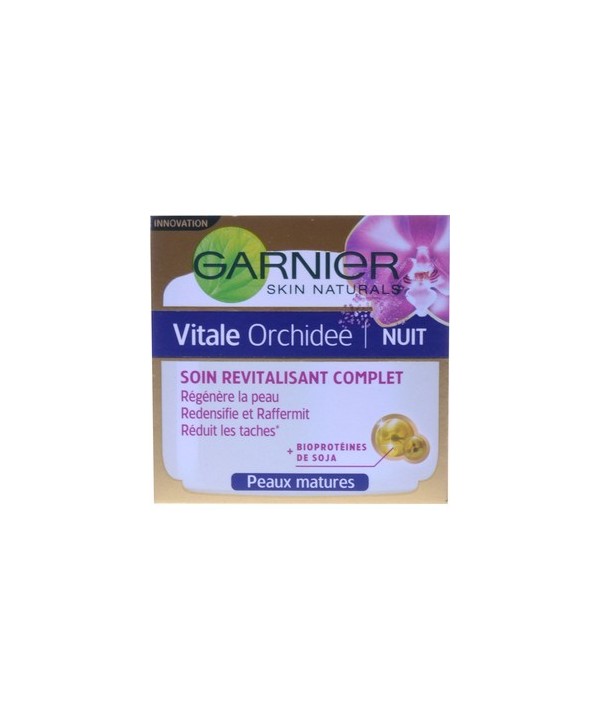 INNOVATION
GARNIER
SKIN NATURALS
Vitale Orchidée | NUIT
SOIN REVITALISANT COMPLET
Régénère la peau
Redensifie et Raffermit
Réduit les taches*
+ BIOPROTÉINES
DE SOJA
Peaux matures